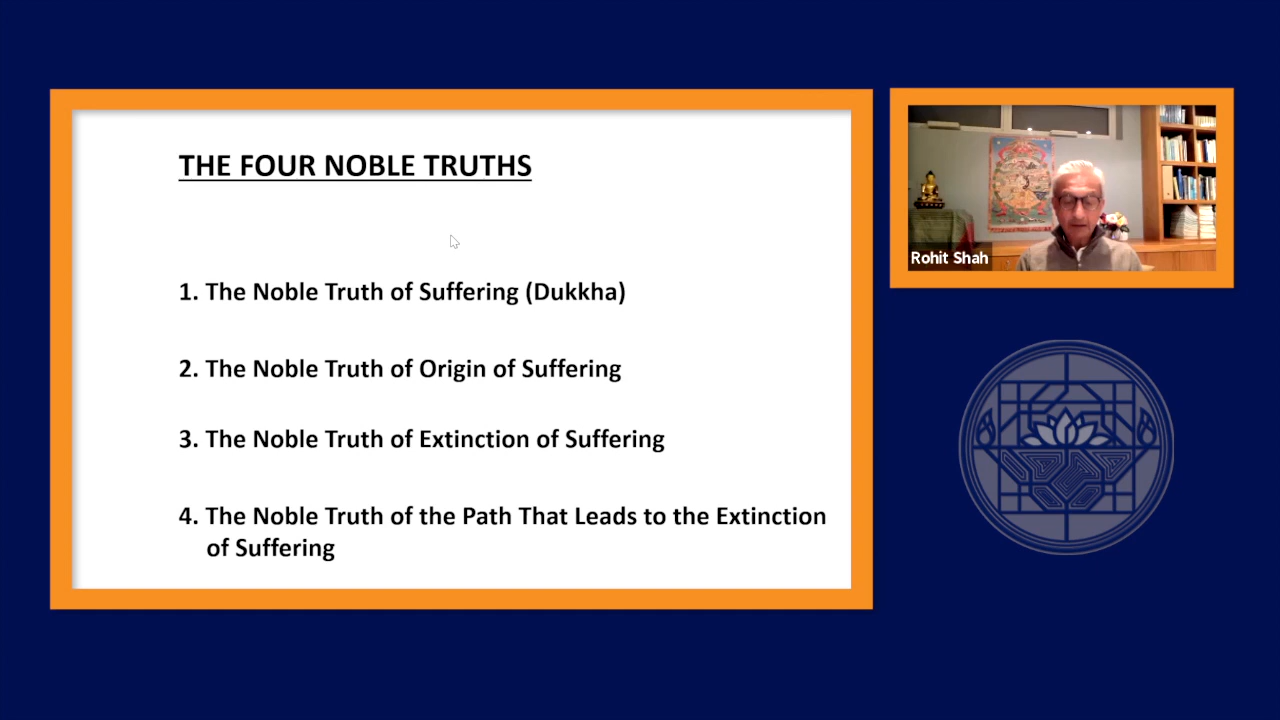 THE FOUR NOBLE TRUTHS
1. The Noble Truth of Suffering (Dukkha)
2. The Noble Truth of Origin of Suffering
3. The Noble Truth of Extinction of Suffering
4. The Noble Truth of the Path That Leads to the Extinction
of Suffering
Rohit Shah